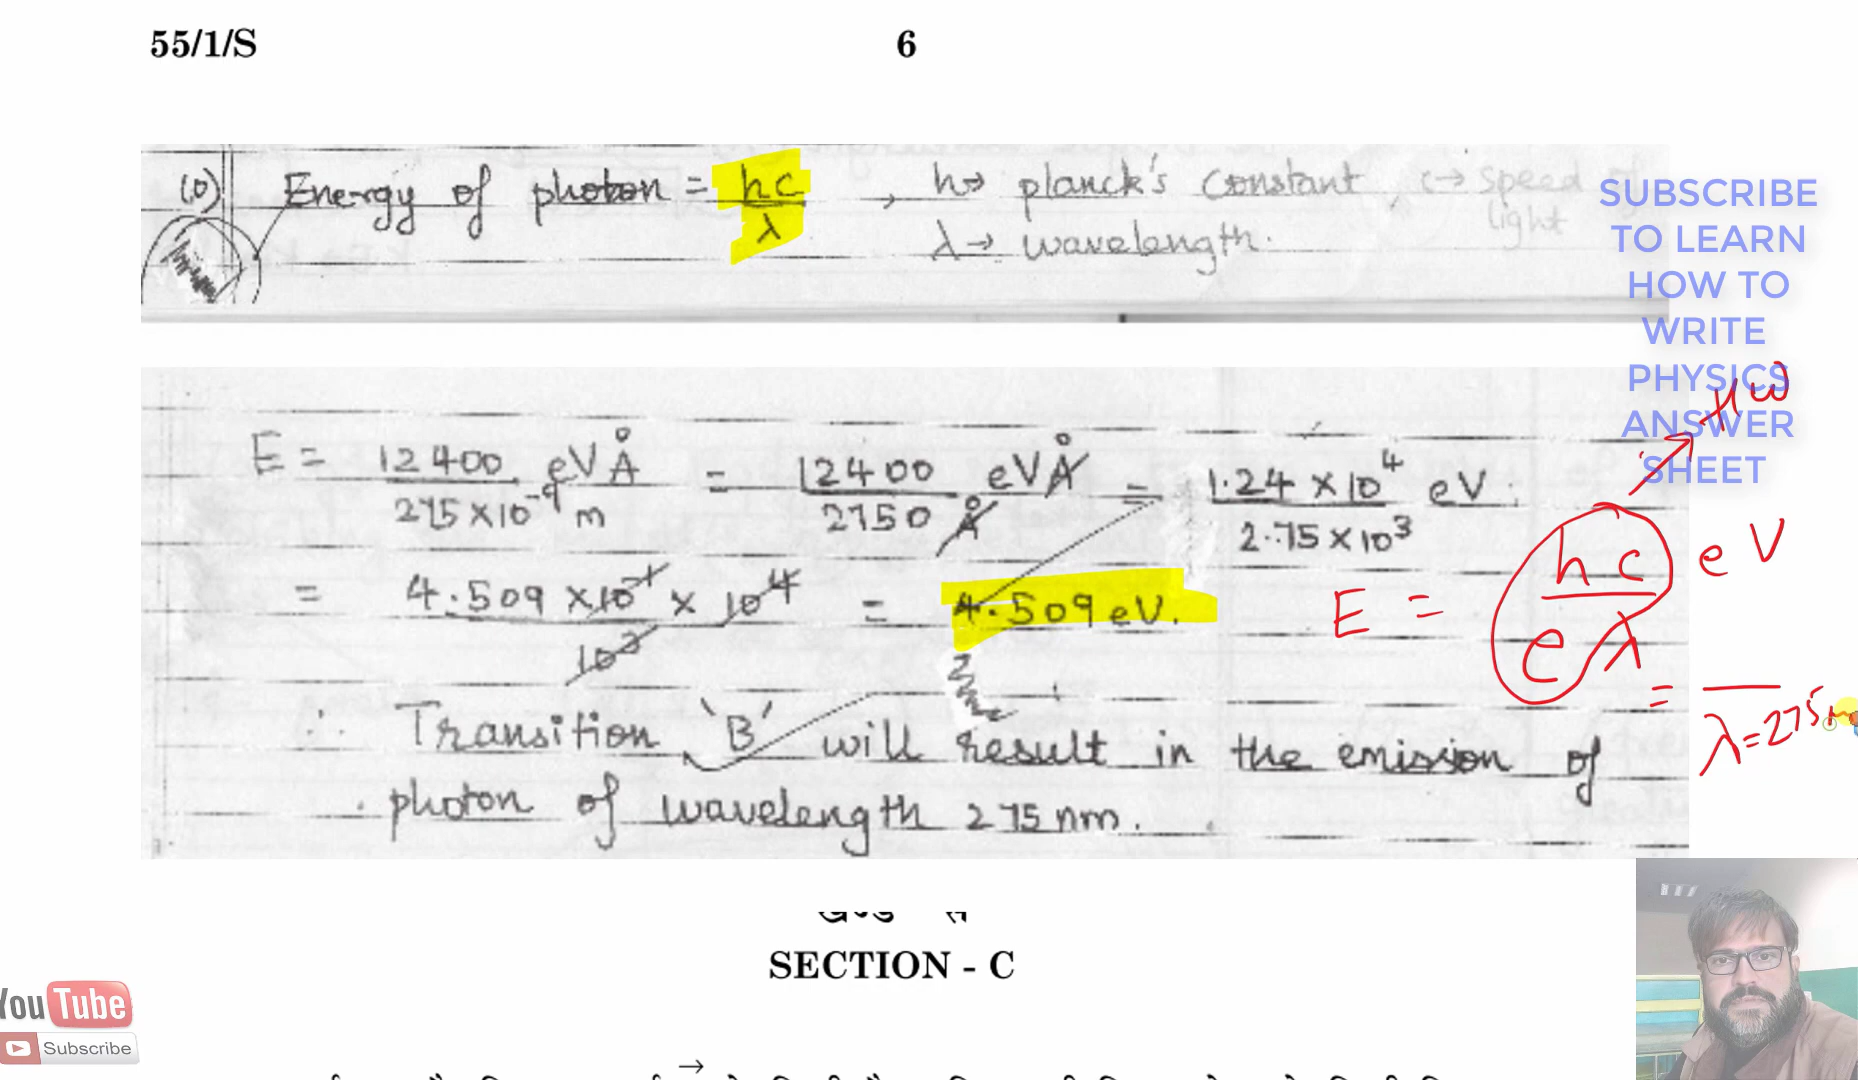 55/1/S
6
(10) Energy of photon = hc/λ → h→ planck's constant c→ speed of light
λ→ wavelength.
SUBSCRIBE
TO LEARN
HOW TO
WRITE
PHYSICS
ANSWER
SHEET
HW
E = 12400/275×10⁻⁹ m eVÅ = 12400/2750 Å eVÅ = 1.24 × 10⁴/2.75×10³ eV.
= 4.509 ×10⁻¹ × 10⁴/10³ = 4.509 eV.
E = hc/eλ eV
= λ=275
∴ Transition 'B' will result in the emission of
photon of wavelength 275 nm.
SECTION - C
YouTube
Subscribe